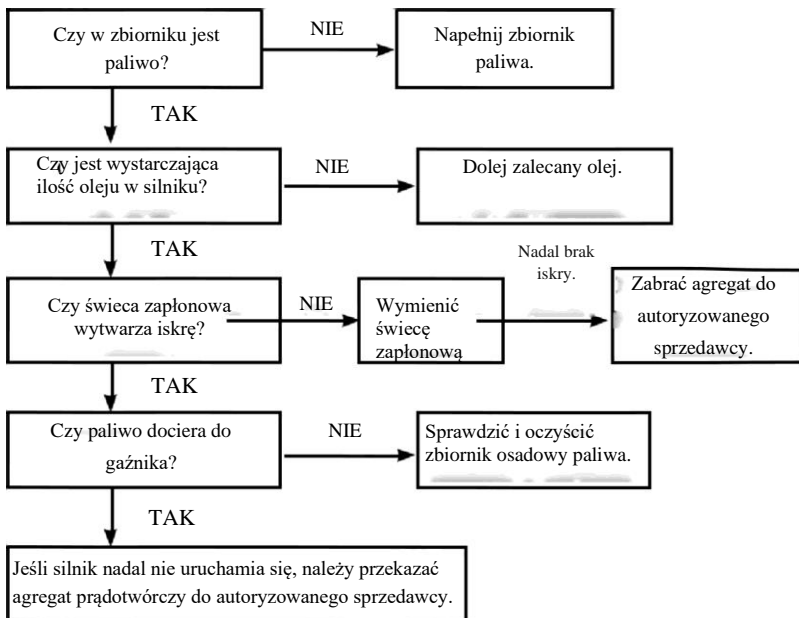 Czy w zbiorniku jest
paliwo?
NIE
Napełnij zbiornik
paliwa.
TAK
Czy jest wystarczająca
ilość oleju w silniku?
NIE
Dolej zalecany olej.
TAK
Czy świeca zapłonowa
wytwarza iskrę?
NIE
Wymienić
świecę
zapłonową
Nadal brak
iskry.
Zabrać agregat do
autoryzowanego
sprzedawcy.
TAK
Czy paliwo dociera do
gaźnika?
NIE
Sprawdzić i oczyścić
zbiornik osadowy paliwa.
TAK
Jeśli silnik nadal nie uruchamia się, należy przekazać
agregat prądotwórczy do autoryzowanego sprzedawcy.